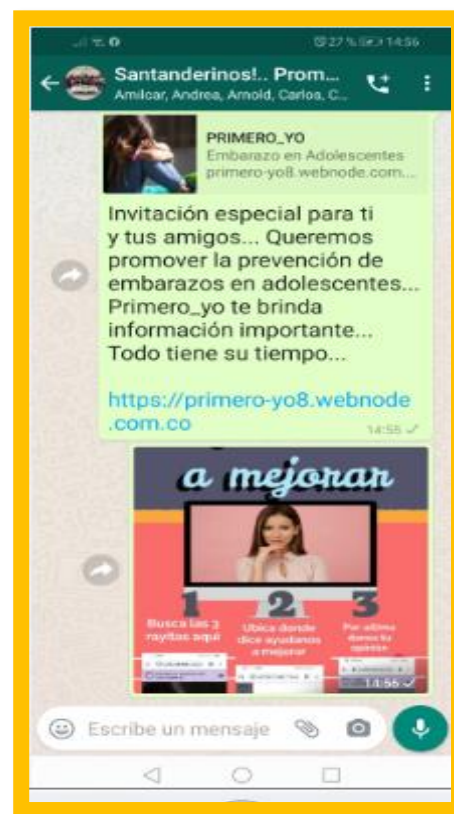 27 % 14:56
Santanderinos!.. Prom...
Amilcar, Andrea, Arnold, Carlos, C...
PRIMERO_YO
Embarazo en Adolescentes
primero-yo8.webnode.com....
Invitación especial para ti
y tus amigos... Queremos
promover la prevención de
embarazos en adolescentes...
Primero_yo te brinda
información importante...
Todo tiene su tiempo...
https://primero-yo8.webnode
.com.co
14:55
a mejorar
1 2 3
Busca las 3
rayitas aquí
Ubica donde
dice ayudanos
a mejorar
Por ultimo
danos tu
opinión
14:56
Escribe un mensaje